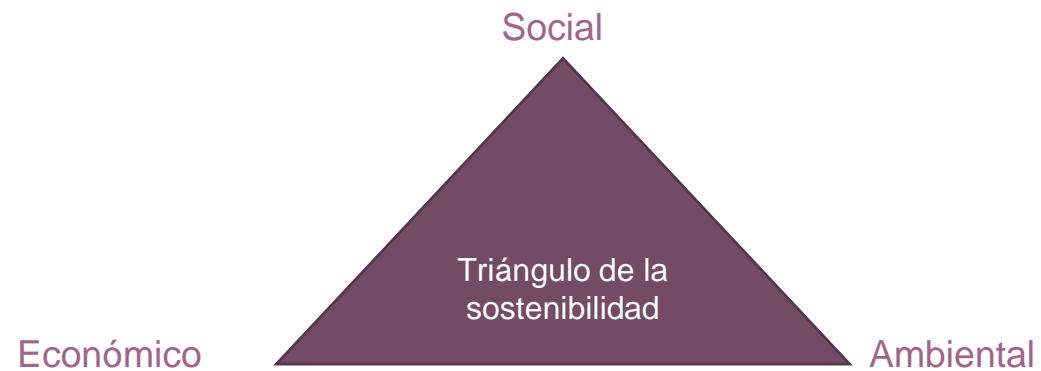 Social
Triángulo de la
sostenibilidad
Económico
Ambiental